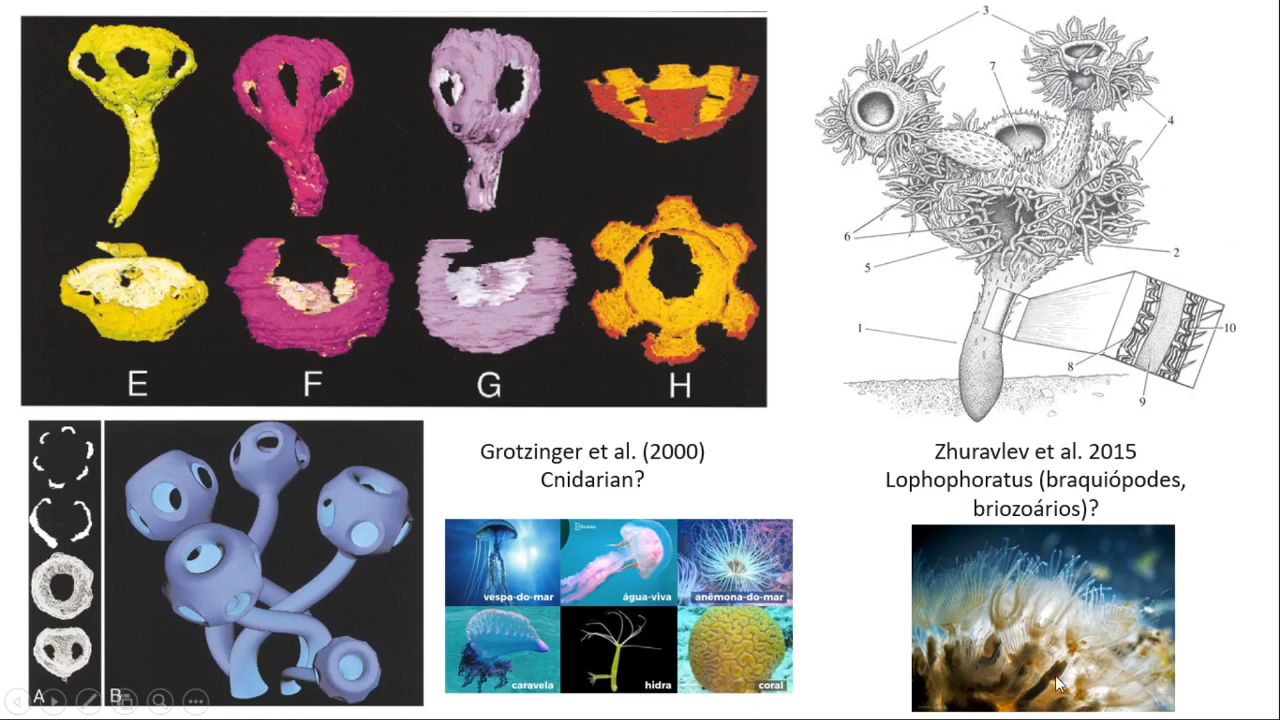 E F G H
3
7
4
6
5
2
1
10
8
9
A B
Grotzinger et al. (2000)
Cnidarian?
vespa-do-mar
água-viva
anêmona-do-mar
caravela
hidra
coral
Zhuravlev et al. 2015
Lophophoratus (braquiópodes,
briozoários)?